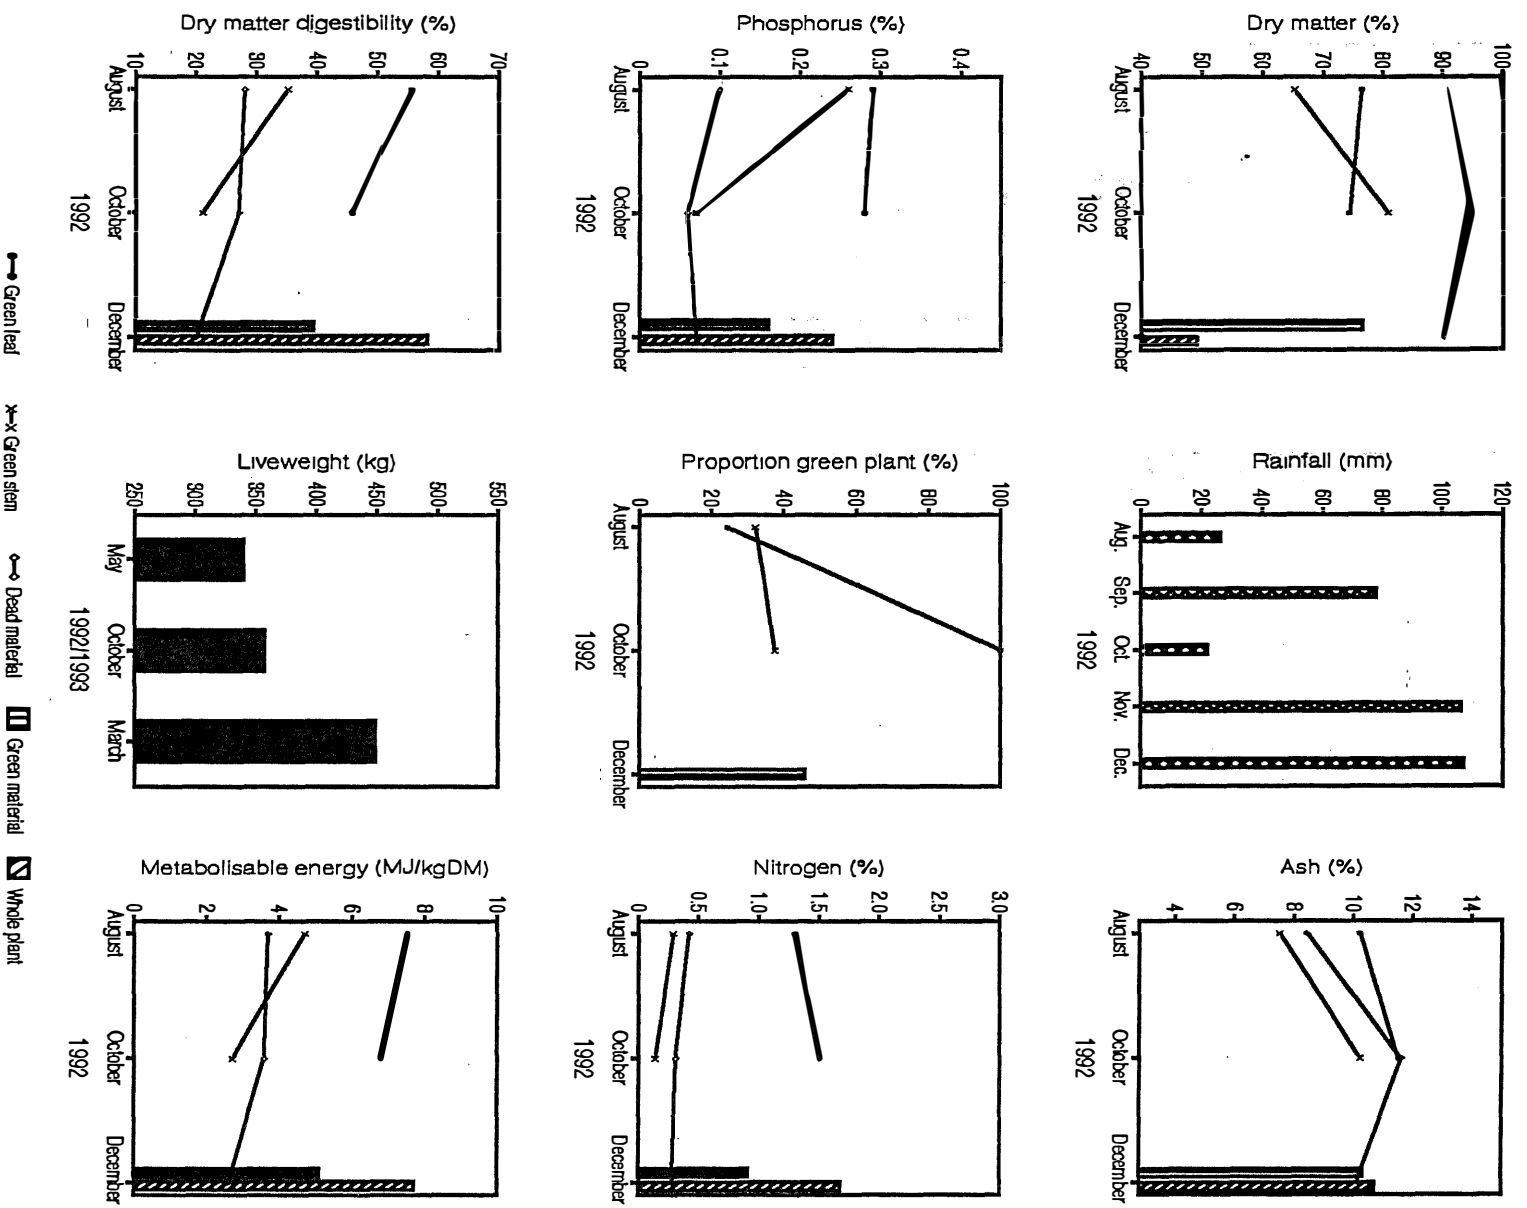 Dry matter digestibility (%)
10
20
30
40
50
60
70
August
October
December
1992
Phosphorus (%)
0
0.1
0.2
0.3
0.4
August
October
December
1992
Dry matter (%)
40
50
60
70
80
90
100
August
October
December
1992
Liveweight (kg)
250
300
350
400
450
500
550
May
October
March
1992/1993
Proportion green plant (%)
0
20
40
60
80
100
August
October
December
1992
Rainfall (mm)
0
20
40
60
80
100
120
Aug.
Sep.
Oct
Nov.
Dec.
1992
Metabolisable energy (MJ/kgDM)
0
2
4
6
8
10
August
October
December
1992
Nitrogen (%)
0
0.5
1.0
1.5
2.0
2.5
3.0
August
October
December
1992
Ash (%)
4
6
8
10
12
14
August
October
December
1992
Green leaf
Green stem
Dead material
Green material
Whole plant